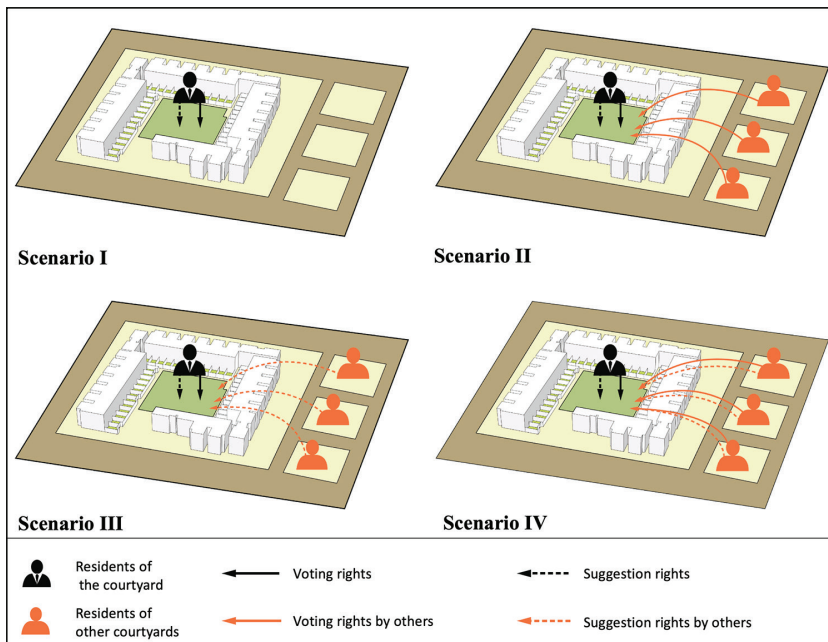 Scenario I
Scenario II
Scenario III
Scenario IV
Residents of
the courtyard
Voting rights
Suggestion rights
Residents of
other courtyards
Voting rights by others
Suggestion rights by others